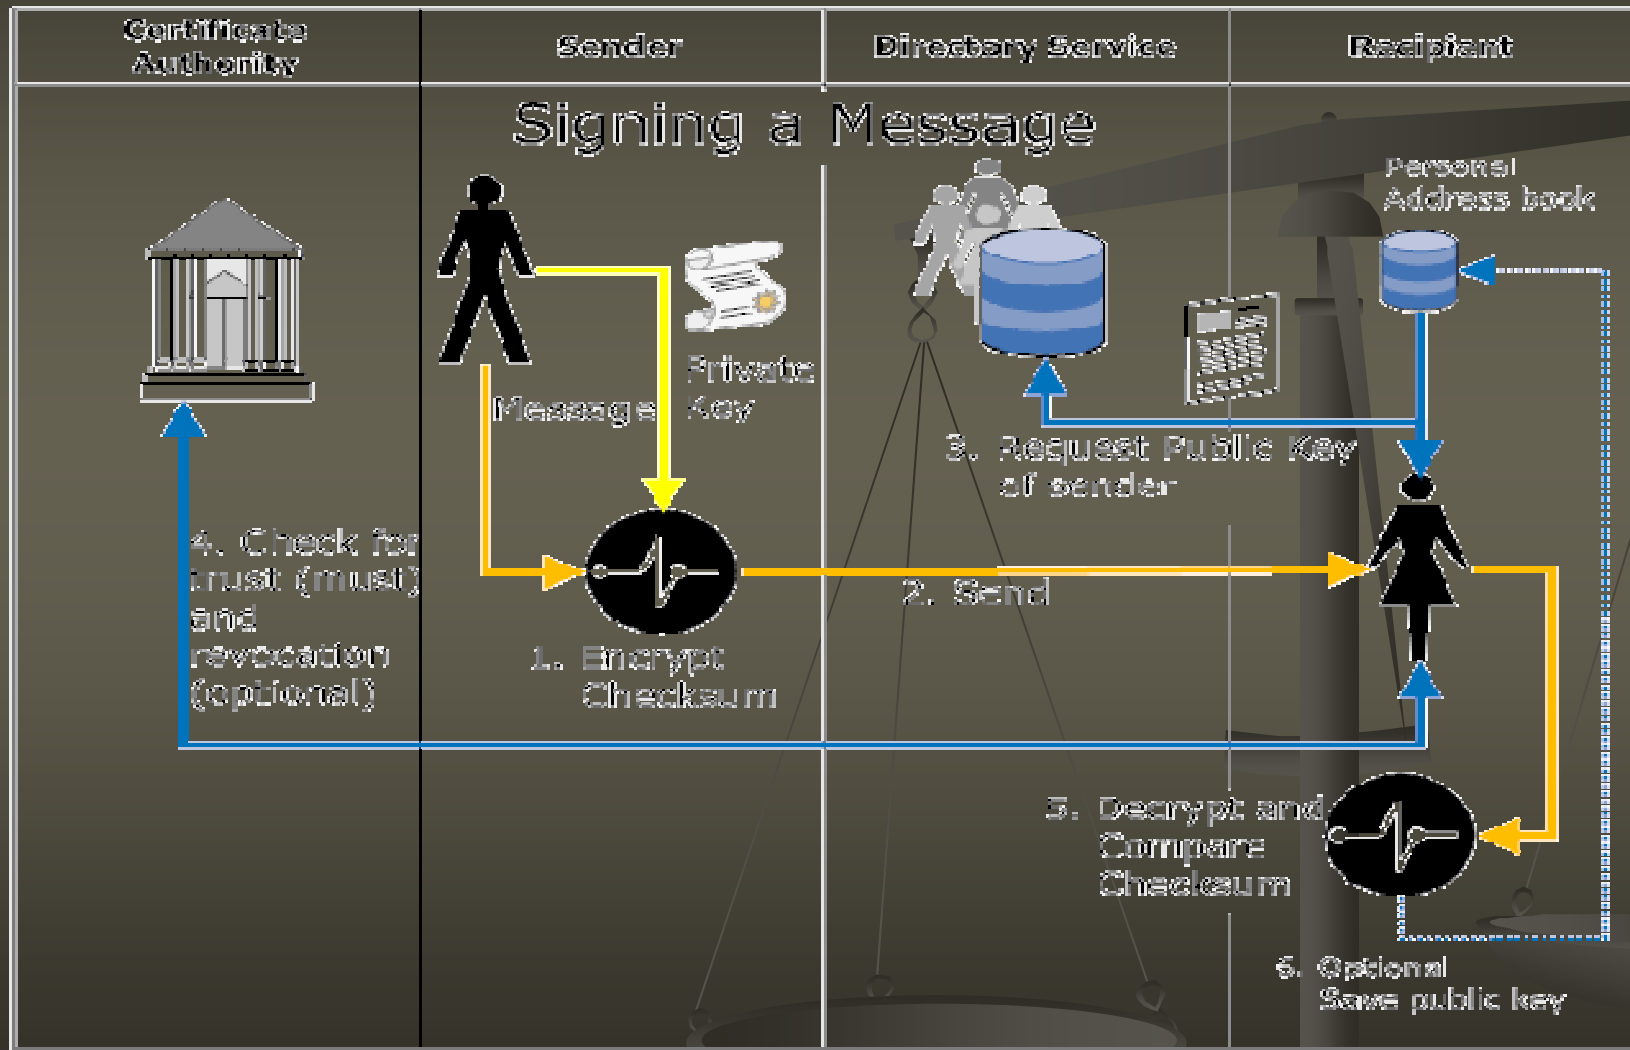 Certificate
Authority
Sender
Directory Service
Recipiant
Signing a Message
Personal
Address book
Private
Key
Message
3. Request Public Key
of sender
4. Check for
trust (must)
and
revocation
(optional)
2. Send
1. Encrypt
Checksum
5. Decrypt and
Compare
Checksum
6. Optional
Save public key